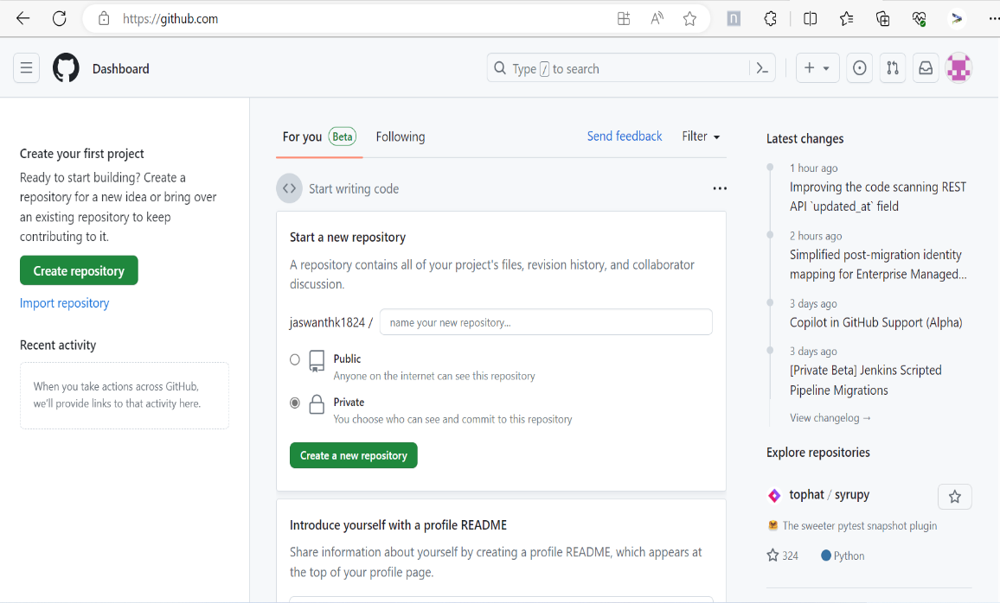 https://github.com
n
Dashboard
Type / to search
Create your first project
Ready to start building? Create a
repository for a new idea or bring over
an existing repository to keep
contributing to it.
Create repository
Import repository
Recent activity
When you take actions across GitHub,
we'll provide links to that activity here.
For you Beta Following Send feedback Filter
Start writing code
Start a new repository
A repository contains all of your project's files, revision history, and collaborator
discussion.
jaswanthk1824 / name your new repository...
Public
Anyone on the internet can see this repository
Private
You choose who can see and commit to this repository
Create a new repository
Introduce yourself with a profile README
Share information about yourself by creating a profile README, which appears at
the top of your profile page.
Latest changes
1 hour ago
Improving the code scanning REST
API `updated_at` field
2 hours ago
Simplified post-migration identity
mapping for Enterprise Managed...
3 days ago
Copilot in GitHub Support (Alpha)
3 days ago
[Private Beta] Jenkins Scripted
Pipeline Migrations
View changelog →
Explore repositories
tophat / syrupy
The sweeter pytest snapshot plugin
324 Python